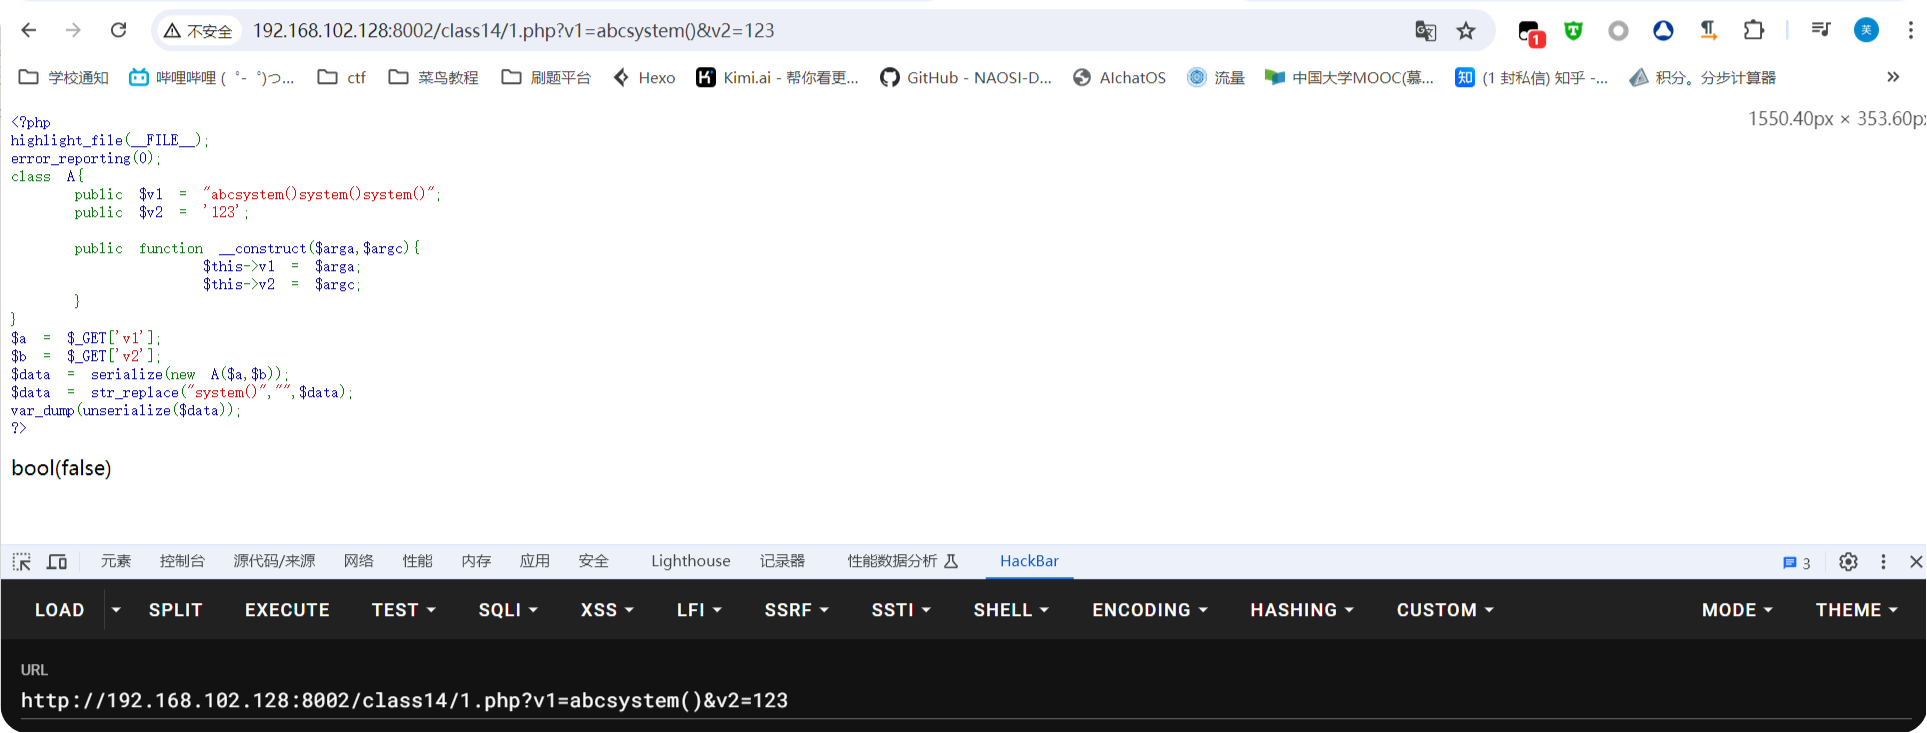 不安全 192.168.102.128:8002/class14/1.php?v1=abcsystem()&v2=123 1 英
学校通知 哔哩哔哩 ( ゜- ゜)つ... ctf 菜鸟教程 刷题平台 Hexo Kimi.ai - 帮你看更... GitHub - NAOSI-D... AIchatOS 流量 中国大学MOOC(慕... 知 (1 封私信) 知乎 -... 积分。分步计算器 »
1550.40px × 353.60px
<?php
highlight_file(__FILE__);
error_reporting(0);
class A{
public $v1 = "abcsystem()system()system()";
public $v2 = '123';
public function __construct($arga,$argc){
$this->v1 = $arga;
$this->v2 = $argc;
}
}
$a = $_GET['v1'];
$b = $_GET['v2'];
$data = serialize(new A($a,$b));
$data = str_replace("system()","",$data);
var_dump(unserialize($data));
?>
bool(false)
元素 控制台 源代码/来源 网络 性能 内存 应用 安全 Lighthouse 记录器 性能数据分析 HackBar 3
LOAD SPLIT EXECUTE TEST SQLI XSS LFI SSRF SSTI SHELL ENCODING HASHING CUSTOM MODE THEME
URL
http://192.168.102.128:8002/class14/1.php?v1=abcsystem()&v2=123